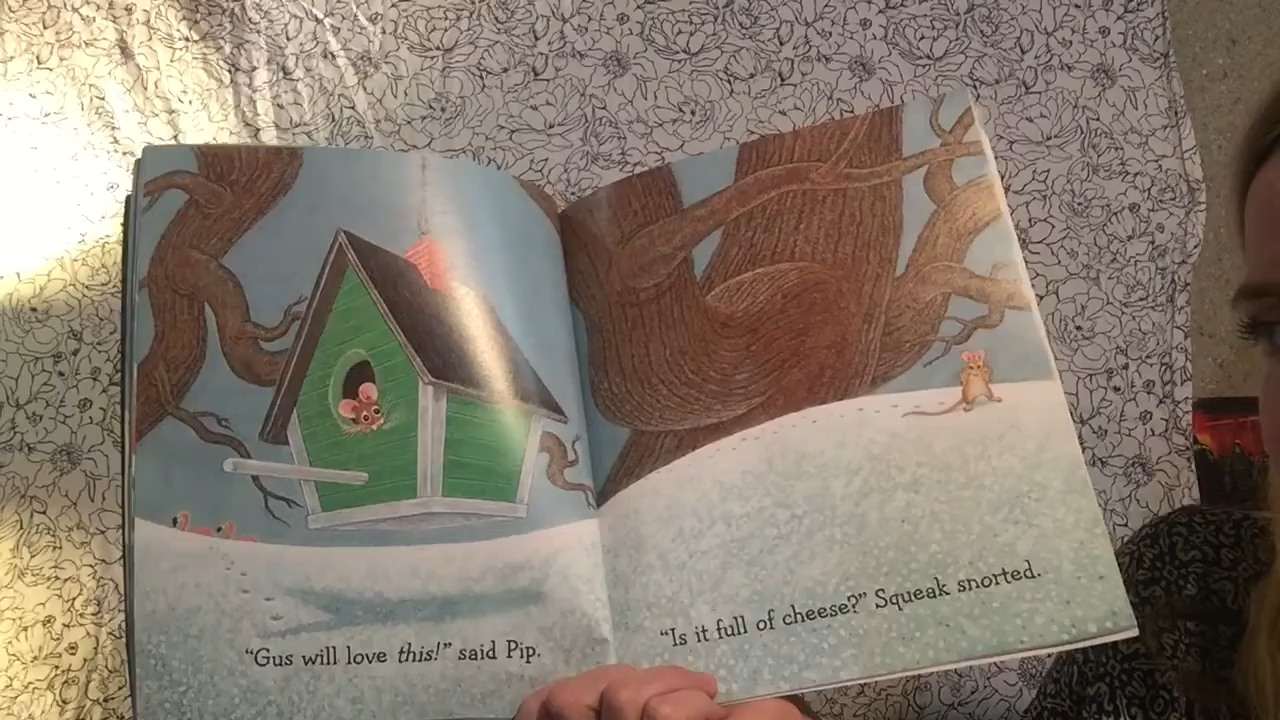 "Gus will love this!" said Pip.
"Is it full of cheese?" Squeak snorted.